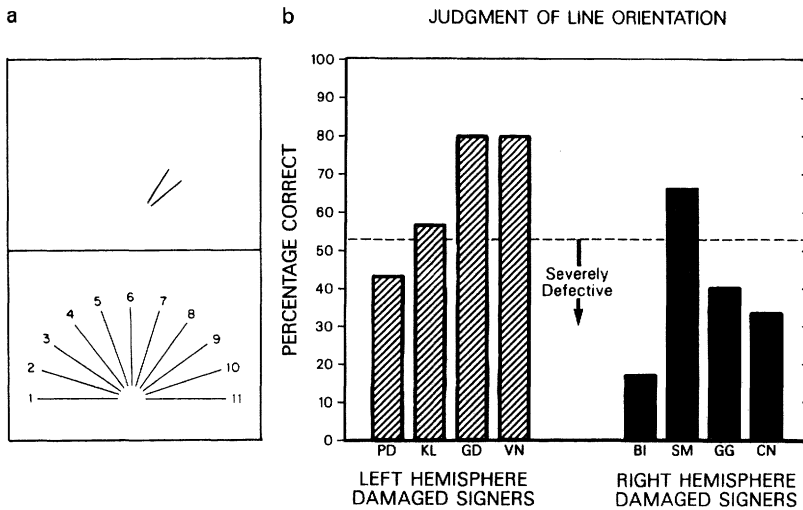 a
b
JUDGMENT OF LINE ORIENTATION
1
2
3
4
5
6
7
8
9
10
11
PERCENTAGE CORRECT
100
90
80
70
60
50
40
30
20
10
0
Severely
Defective
PD KL GD VN
BI SM GG CN
LEFT HEMISPHERE
DAMAGED SIGNERS
RIGHT HEMISPHERE
DAMAGED SIGNERS